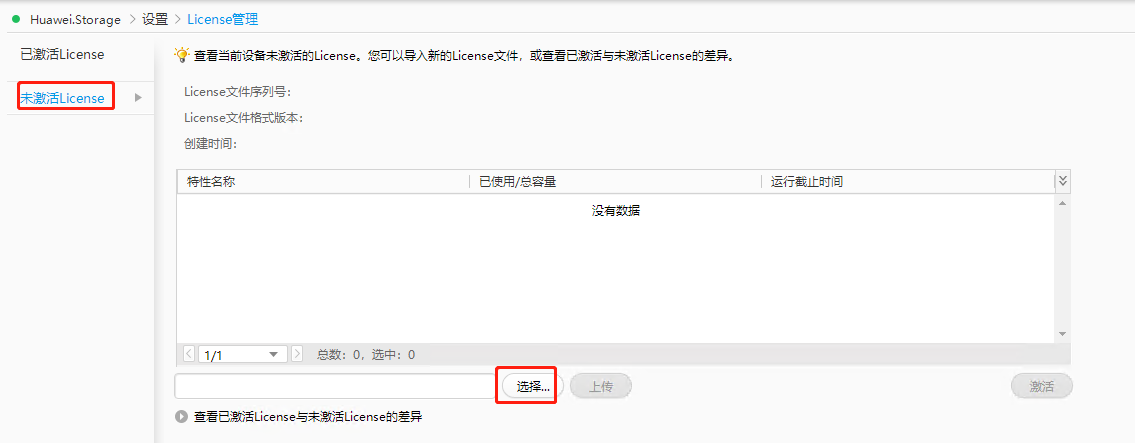 Huawei.Storage > 设置 > License管理
已激活License
查看当前设备未激活的License。您可以导入新的License文件，或查看已激活与未激活License的差异。
未激活License
License文件序列号：
License文件格式版本：
创建时间：
特性名称 已使用/总容量 运行截止时间
没有数据
1/1 总数：0，选中：0
选择... 上传 激活
查看已激活License与未激活License的差异